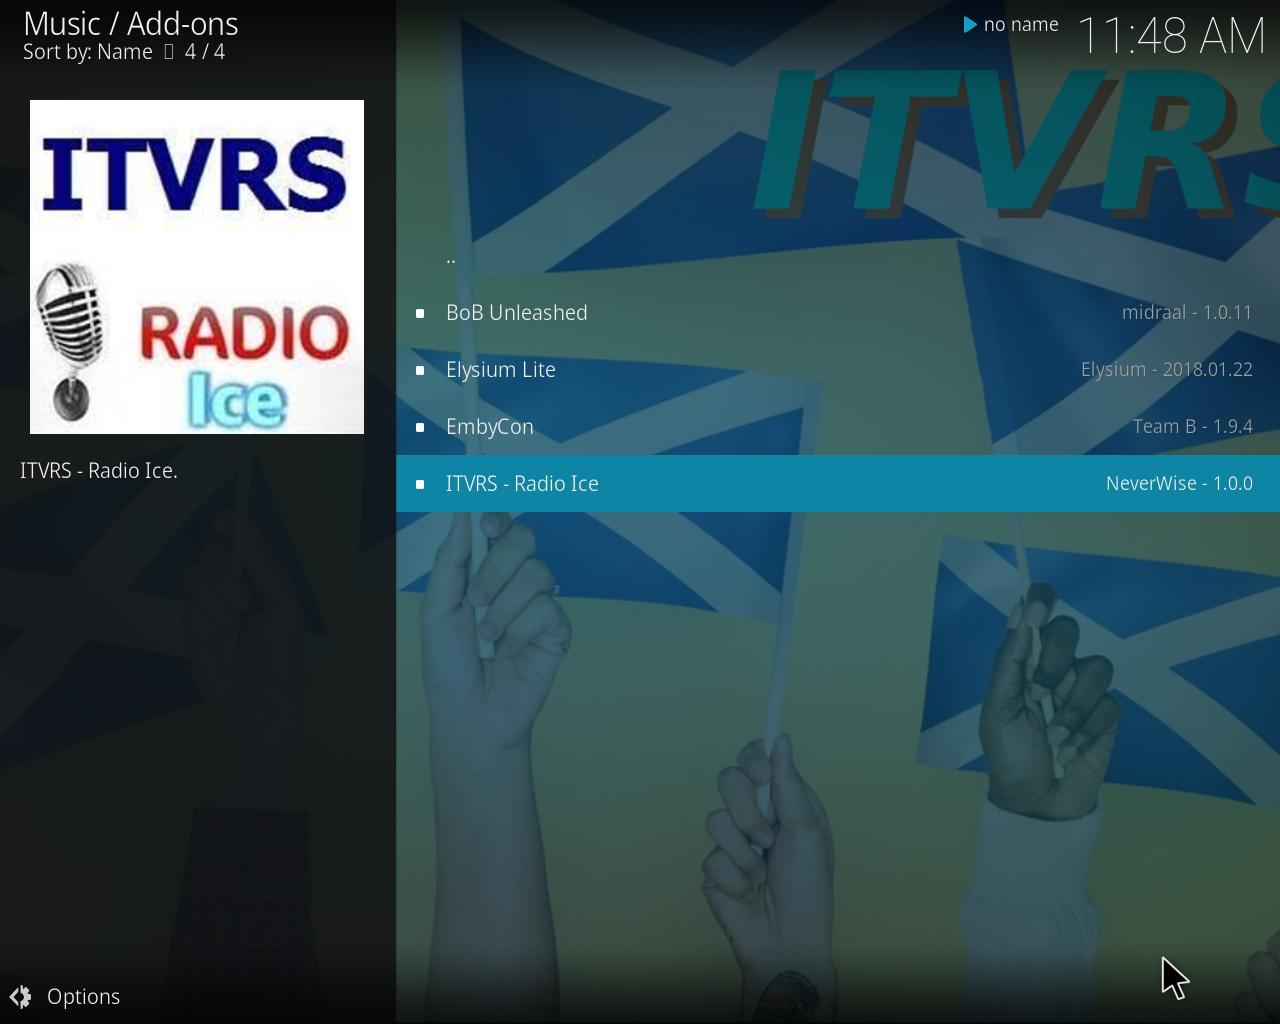 Music / Add-ons
Sort by: Name 4 / 4
no name
11:48 AM
ITVRS
ITVRS
RADIO
Ice
ITVRS - Radio Ice.
..
BoB Unleashed midraal - 1.0.11
Elysium Lite Elysium - 2018.01.22
EmbyCon Team B - 1.9.4
ITVRS - Radio Ice NeverWise - 1.0.0
Options